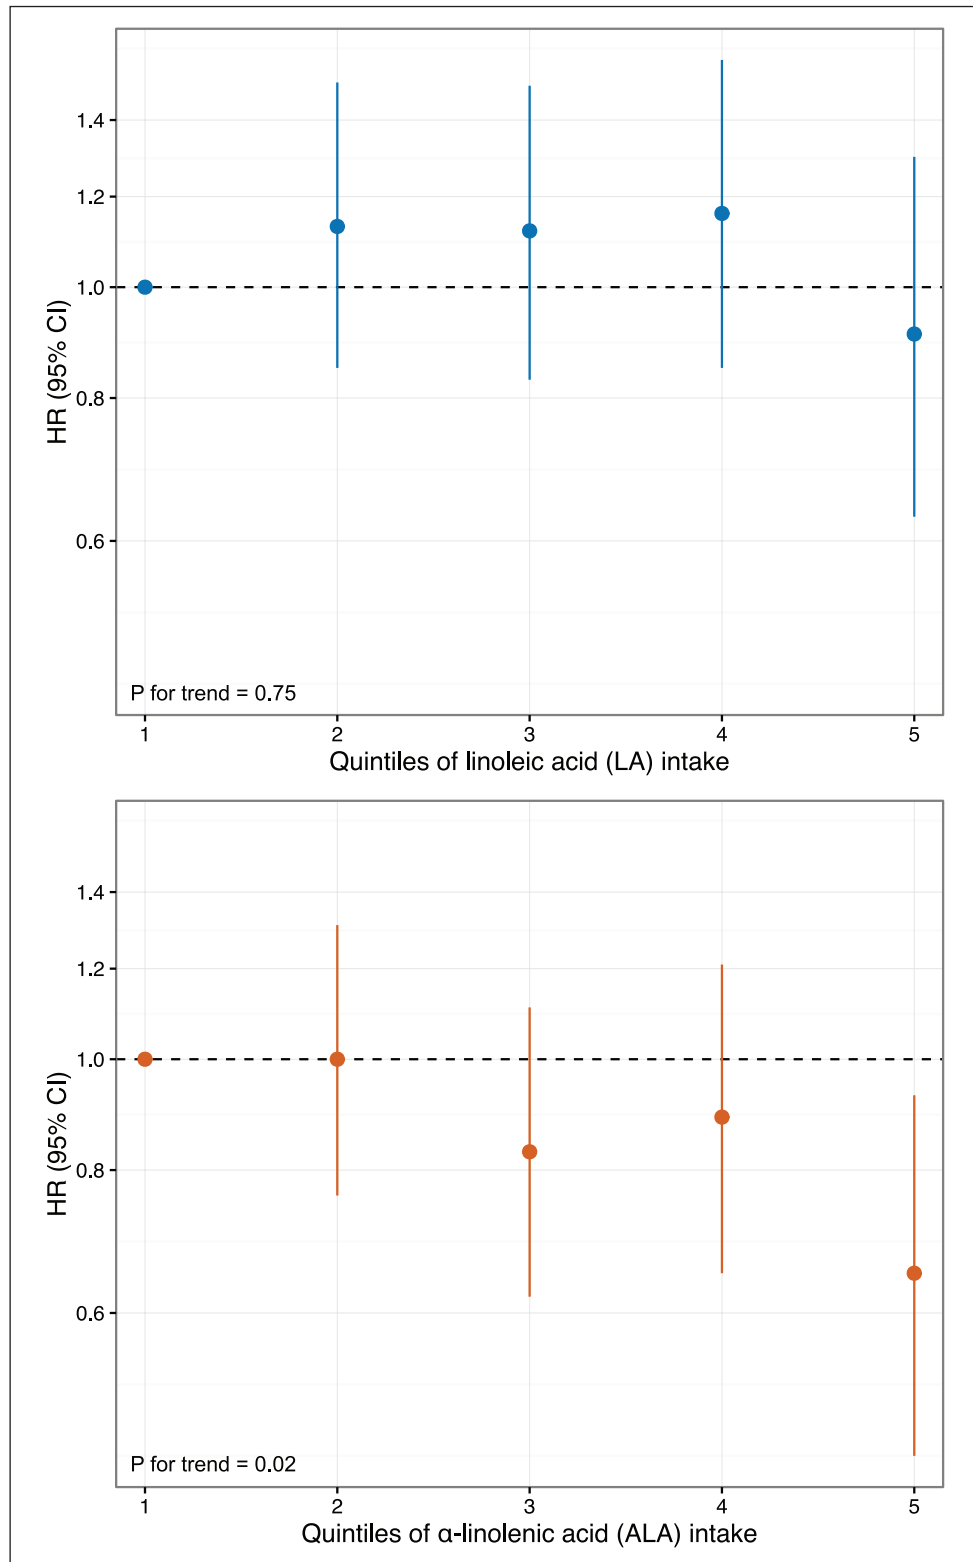 HR (95% CI)
1.4
1.2
1.0
0.8
0.6
P for trend = 0.75
1 2 3 4 5
Quintiles of linoleic acid (LA) intake
HR (95% CI)
1.4
1.2
1.0
0.8
0.6
P for trend = 0.02
1 2 3 4 5
Quintiles of α-linolenic acid (ALA) intake